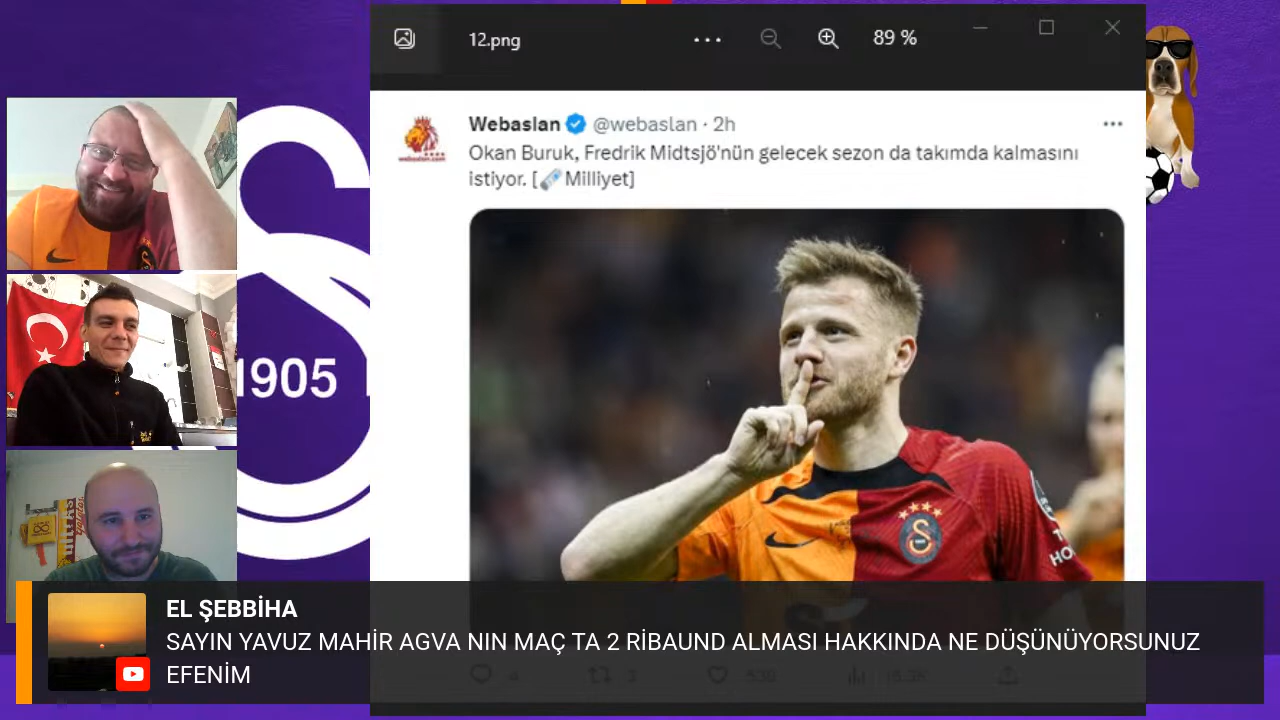 12.png
89 %
Webaslan @webaslan · 2h
Okan Buruk, Fredrik Midtsjö'nün gelecek sezon da takımda kalmasını
istiyor. [🗞️Milliyet]
1905
EL ŞEBBİHA
SAYIN YAVUZ MAHİR AGVA NIN MAÇ TA 2 RİBAUND ALMASI HAKKINDA NE DÜŞÜNÜYORSUNUZ
EFENİM